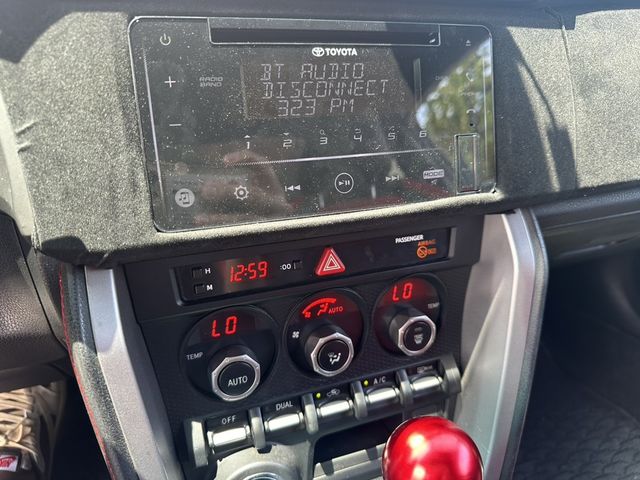 TOYOTA
BT AUDIO
DISCONNECT
323 PM
RADIO
BAND
1 2 3 4 5 6
MODE
PASSENGER
AIRBAG
H 12:59 :00
M
LO AUTO LO
TEMP TEMP
AUTO
OFF DUAL A/C